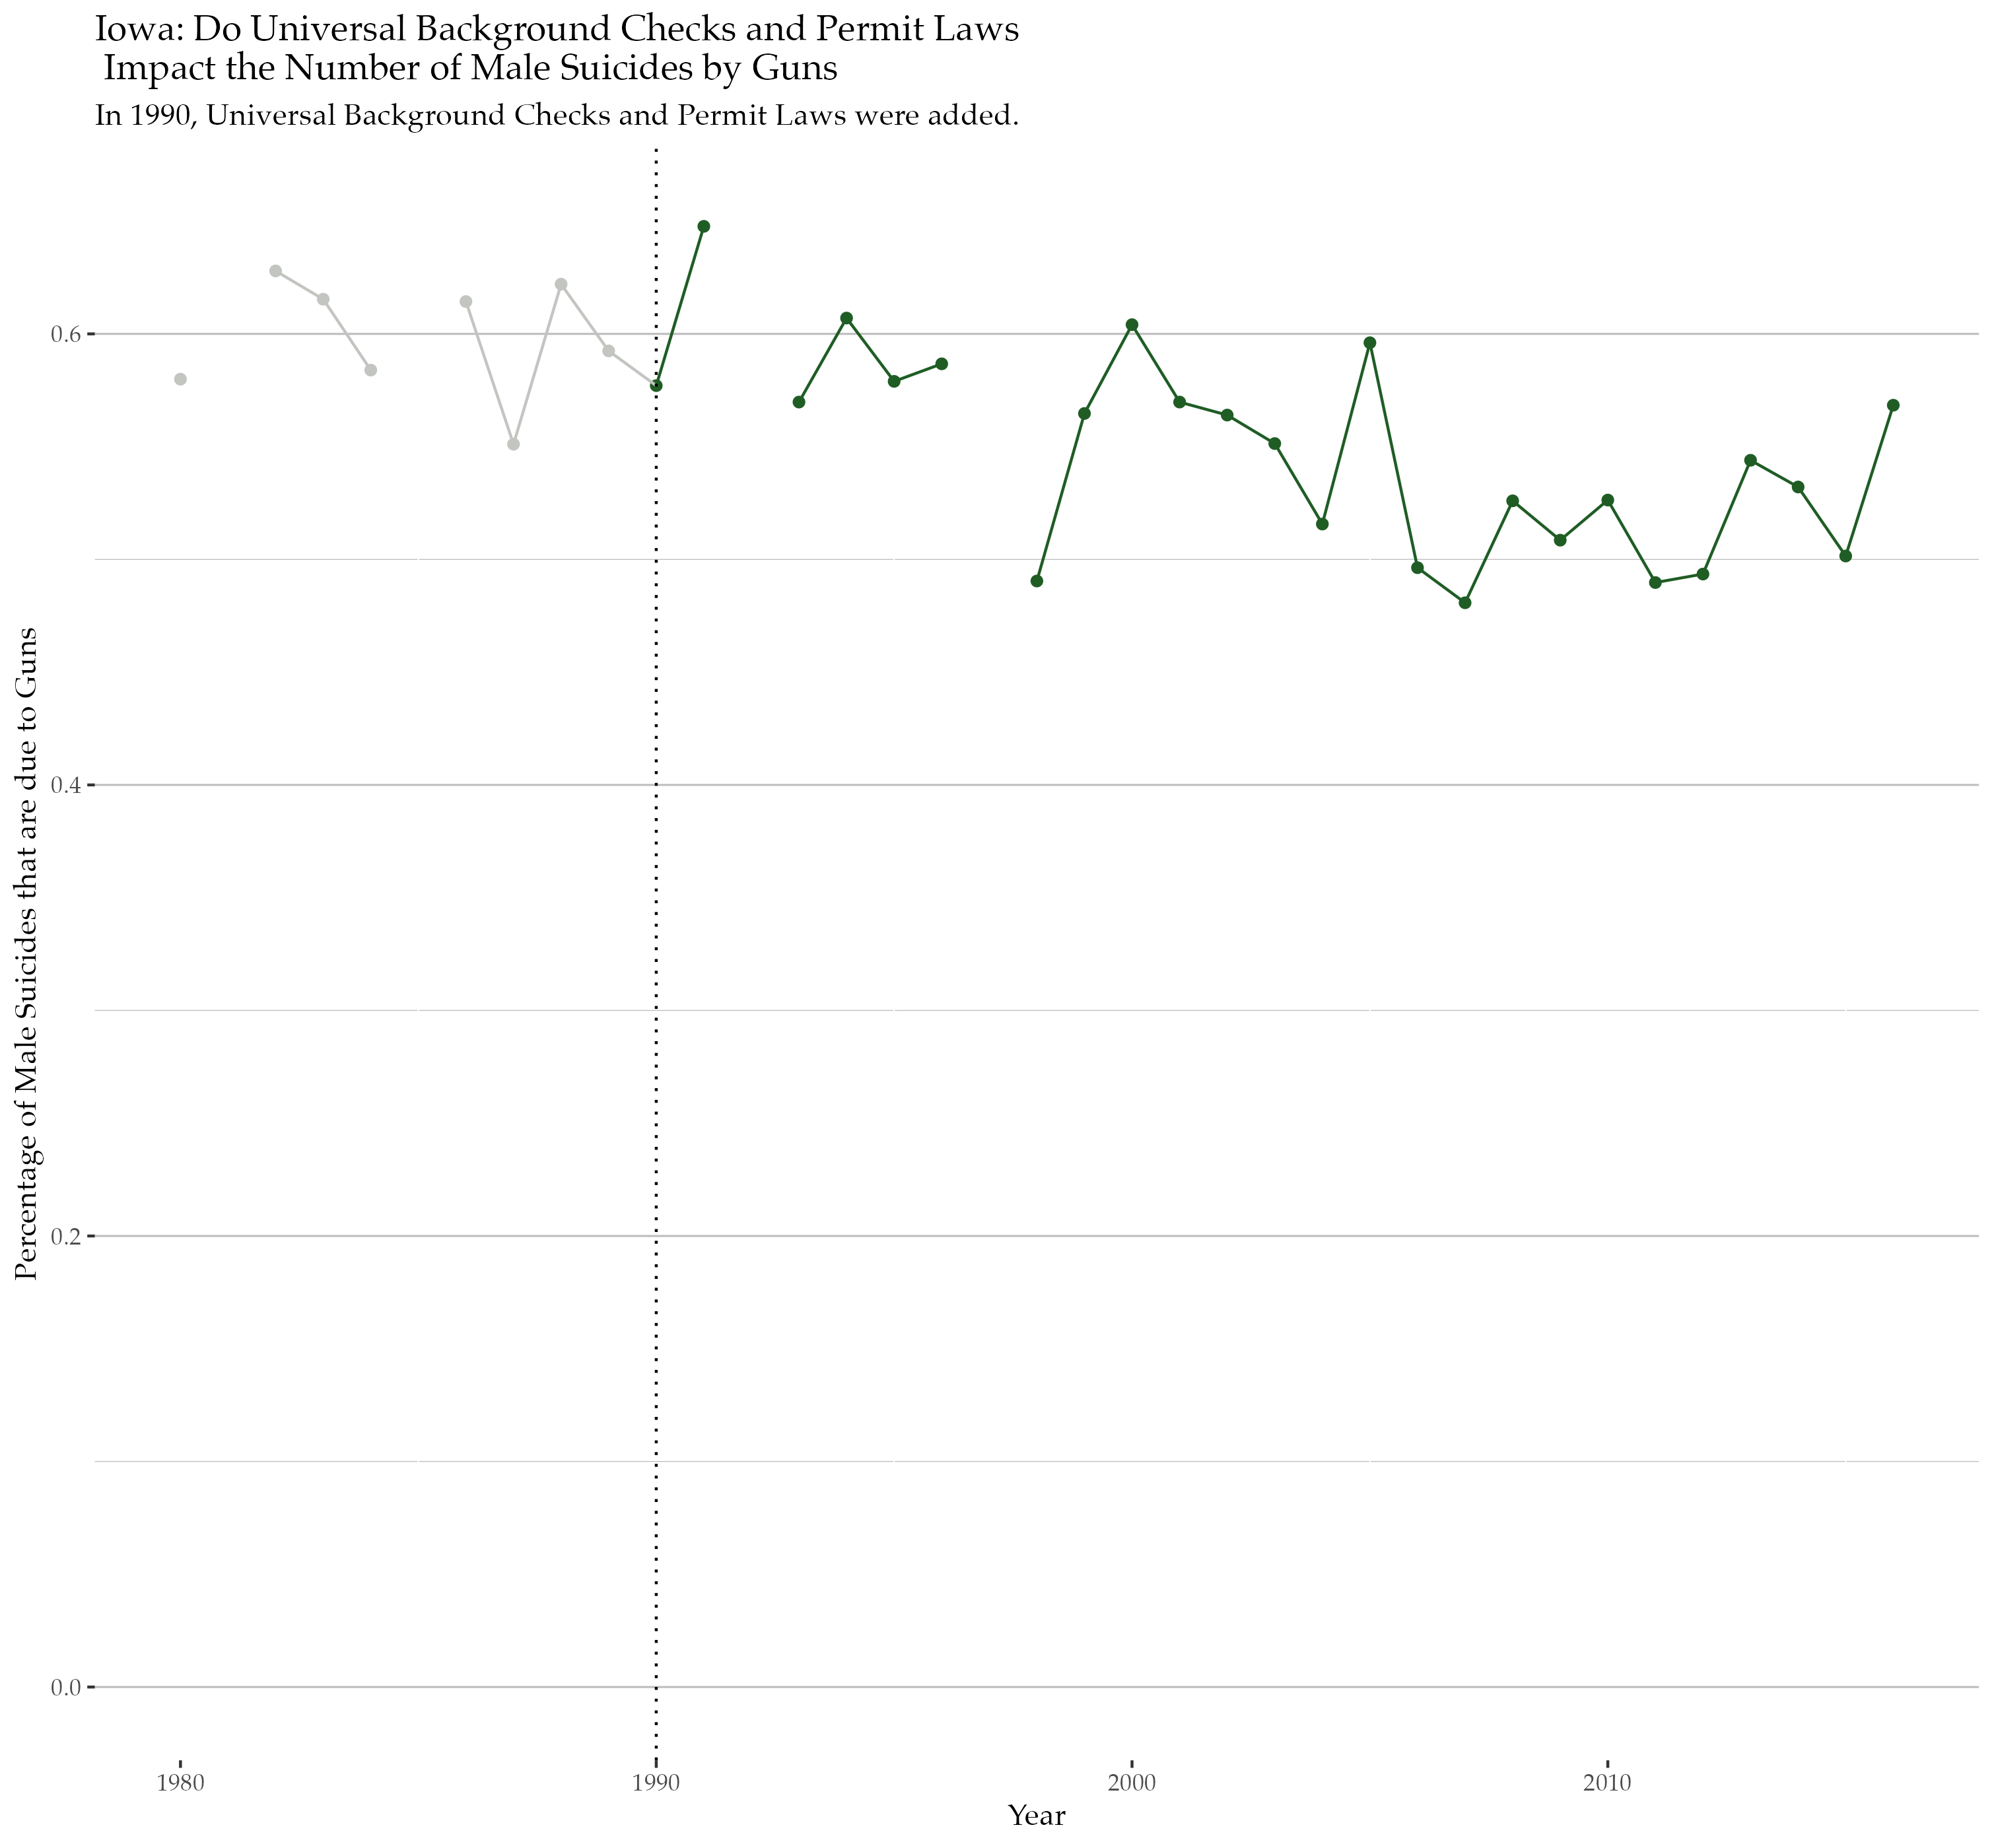 Iowa: Do Universal Background Checks and Permit Laws
Impact the Number of Male Suicides by Guns
In 1990, Universal Background Checks and Permit Laws were added.
Percentage of Male Suicides that are due to Guns
0.6
0.4
0.2
0.0
1980 1990 2000 2010
Year